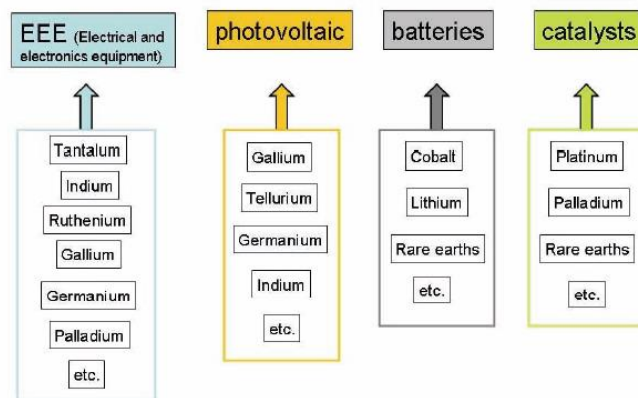 EEE (Electrical and
electronics equipment)
Tantalum
Indium
Ruthenium
Gallium
Germanium
Palladium
etc.
photovoltaic
Gallium
Tellurium
Germanium
Indium
etc.
batteries
Cobalt
Lithium
Rare earths
etc.
catalysts
Platinum
Palladium
Rare earths
etc.